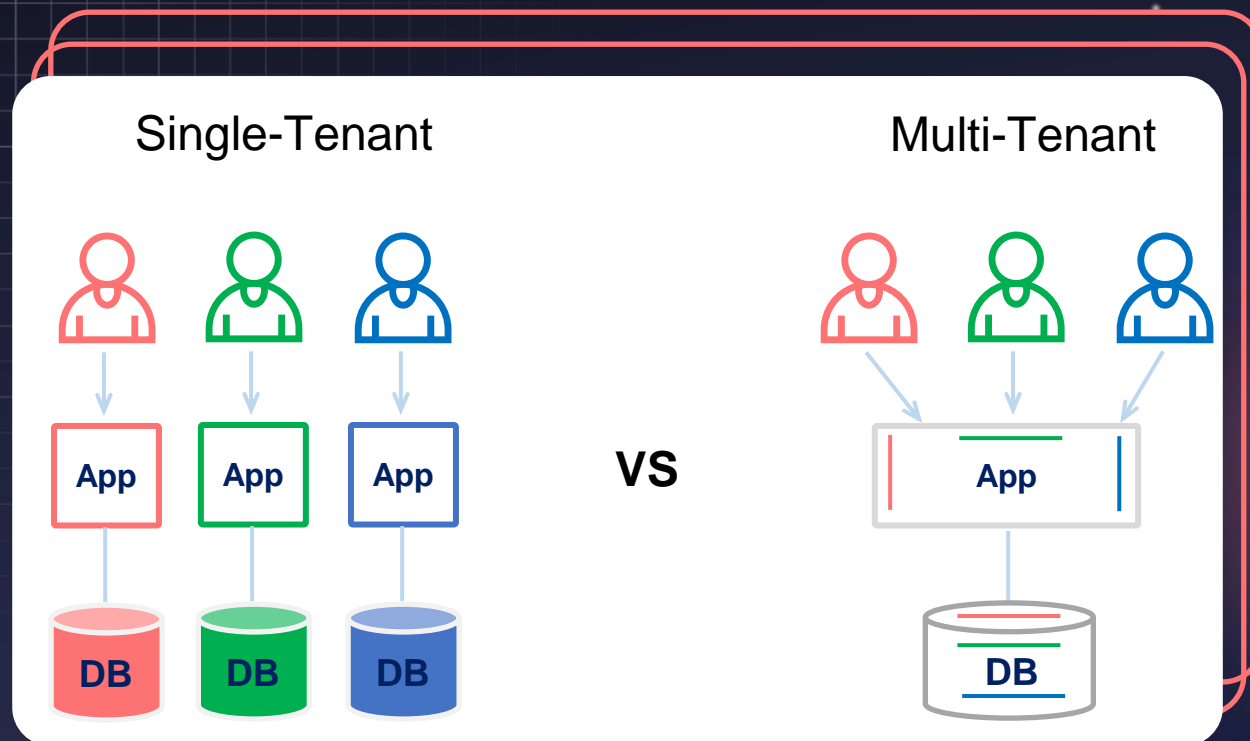 Single-Tenant
Multi-Tenant
App
App
App
VS
App
DB
DB
DB
DB